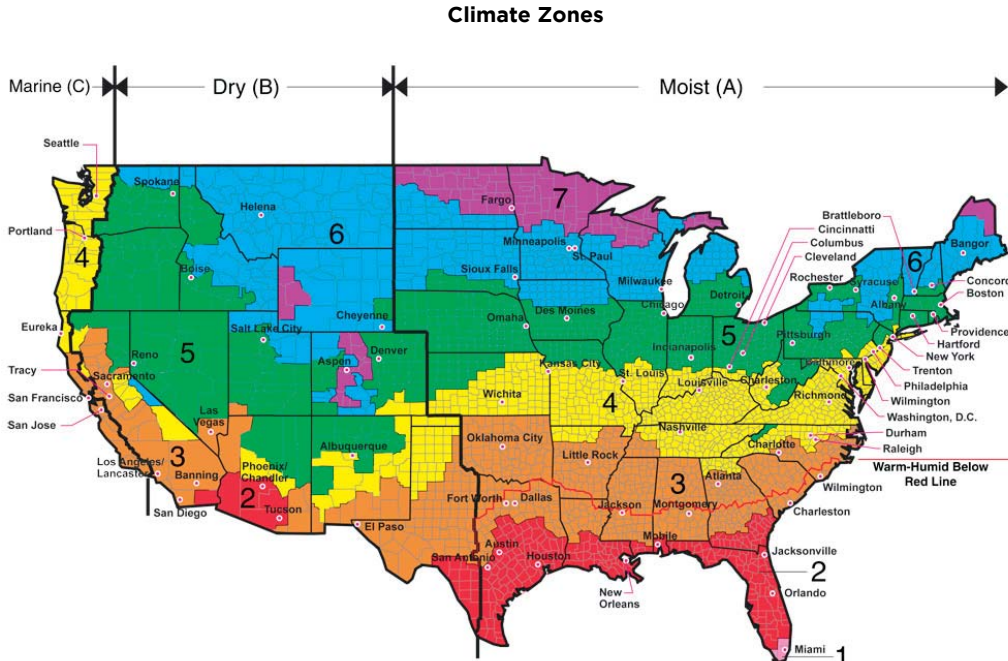 Climate Zones
Marine (C)
Dry (B)
Moist (A)
Seattle
Spokane
Helena
Fargo
7
Portland
4
6
Minneapolis
St. Paul
Brattleboro
Cincinnatti
Columbus
Cleveland
Bangor
6
Boise
Sioux Falls
Milwaukee
Rochester
Syracuse
Concord
Boston
Detroit
Albany
Cheyenne
Chicago
Eureka
Salt Lake City
Omaha
Des Moines
5
Pittsburgh
Providence
Hartford
New York
Reno
5
Aspen
Denver
Indianapolis
Tracy
Sacramento
Kansas City
St. Louis
Baltimore
Trenton
Philadelphia
San Francisco
Wichita
4
Louisville
Charleston
Richmond
Wilmington
Washington, D.C.
San Jose
Las
Vegas
Albuquerque
Oklahoma City
Nashville
Durham
Raleigh
3
Los Angeles/
Lancaster
Banning
Phoenix/
Chandler
Little Rock
Charlotte
Warm-Humid Below
Red Line
2
Tucson
3
Atlanta
Wilmington
San Diego
El Paso
Fort Worth
Dallas
Jackson
Montgomery
Charleston
Austin
San Antonio
Houston
Mobile
Jacksonville
2
New
Orleans
Orlando
Miami
1